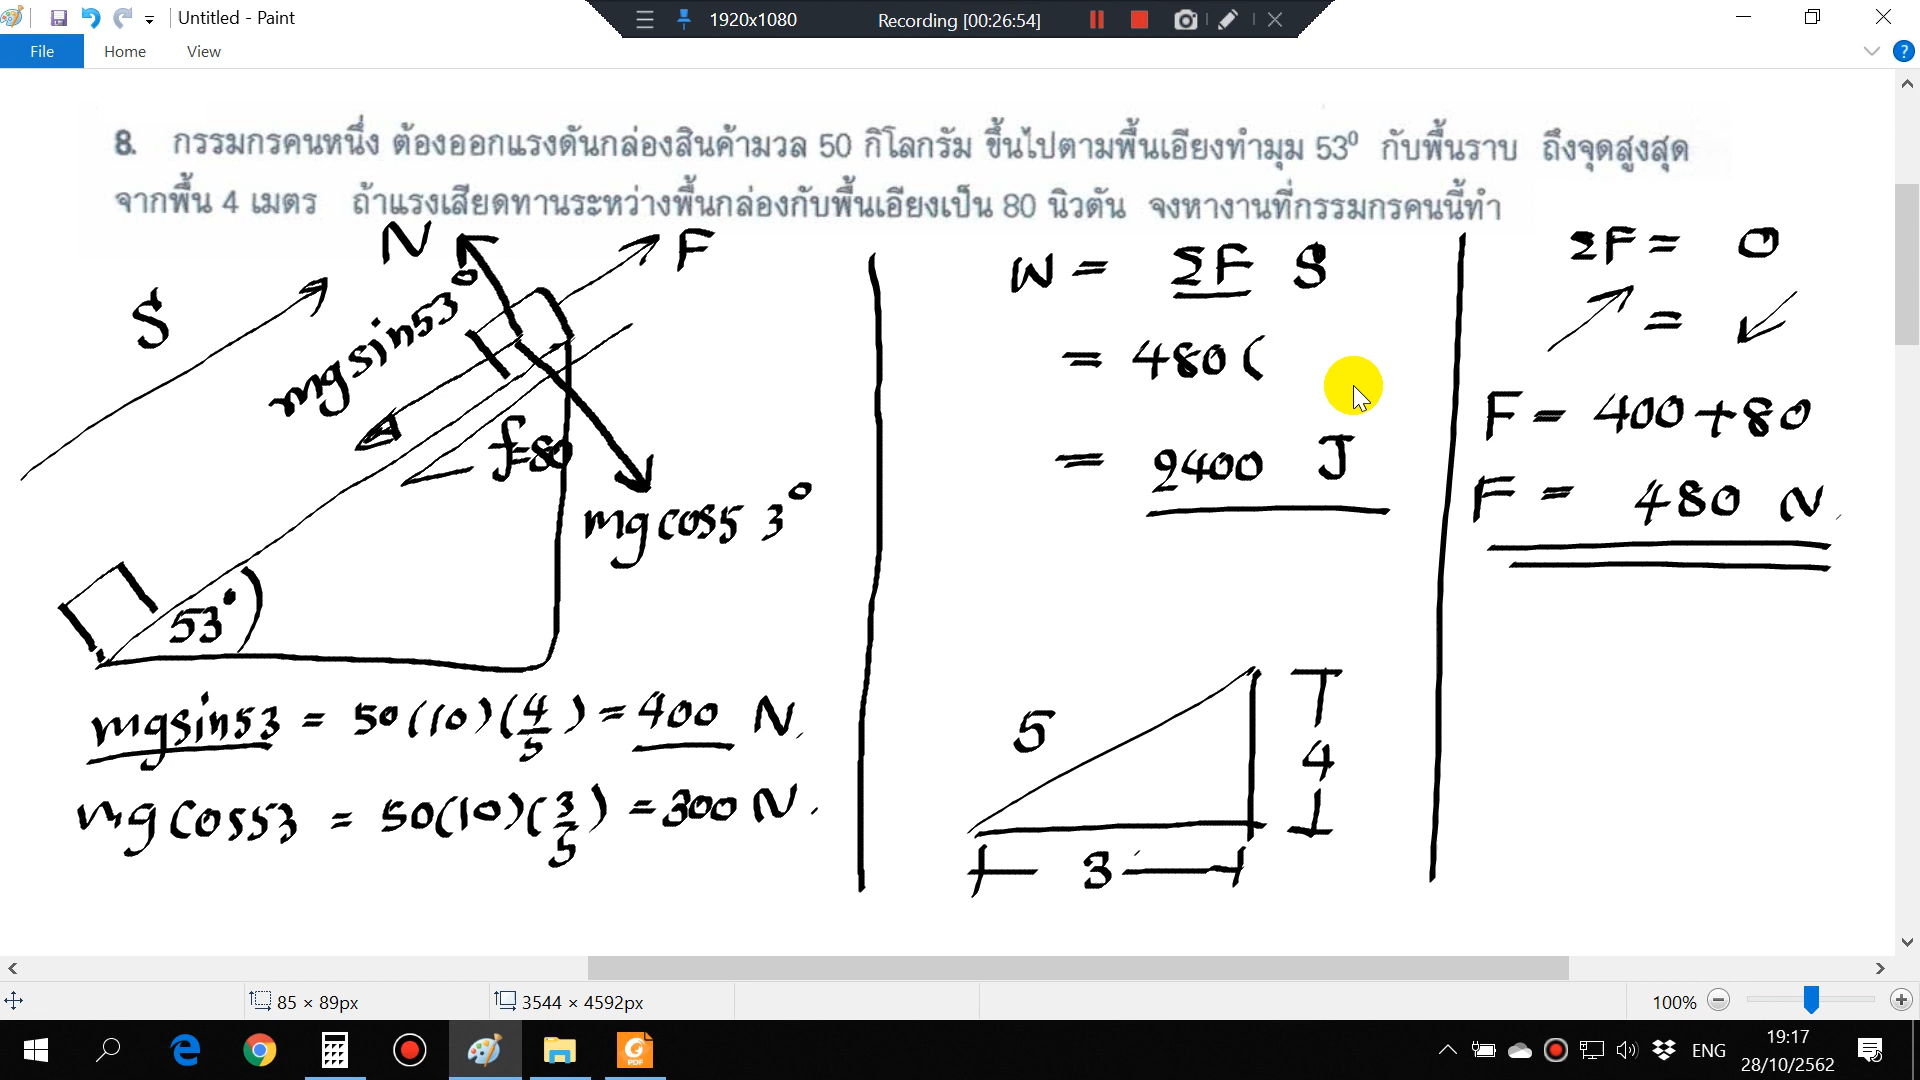 Untitled - Paint
1920x1080 Recording [00:26:54]
File Home View
8. กรรมกรคนหนึ่ง ต้องออกแรงดันกล่องสินค้ามวล 50 กิโลกรัม ขึ้นไปตามพื้นเอียงทำมุม 53⁰ กับพื้นราบ ถึงจุดสูงสุด
จากพื้น 4 เมตร ถ้าแรงเสียดทานระหว่างพื้นกล่องกับพื้นเอียงเป็น 80 นิวตัน จงหางานที่กรรมกรคนนี้ทำ
S
N
F
mgsin53°
f=80
mgcos53°
53°
mgsin53 = 50(10)(4/5) = 400 N.
mgcos53 = 50(10)(3/5) = 300 N.
W = ΣF S
= 480(
= 2400 J
5
4
3
ΣF = 0
↗ = ↙
F = 400+80
F = 480 N.
85 × 89px
3544 × 4592px
100%
PDF
ENG
19:17
28/10/2562